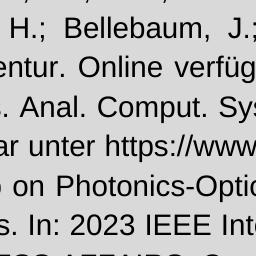 H.; Bellebaum, J.;
entur. Online verfüg
. Anal. Comput. Sys
ar unter https://www
on Photonics-Optic
s. In: 2023 IEEE Int